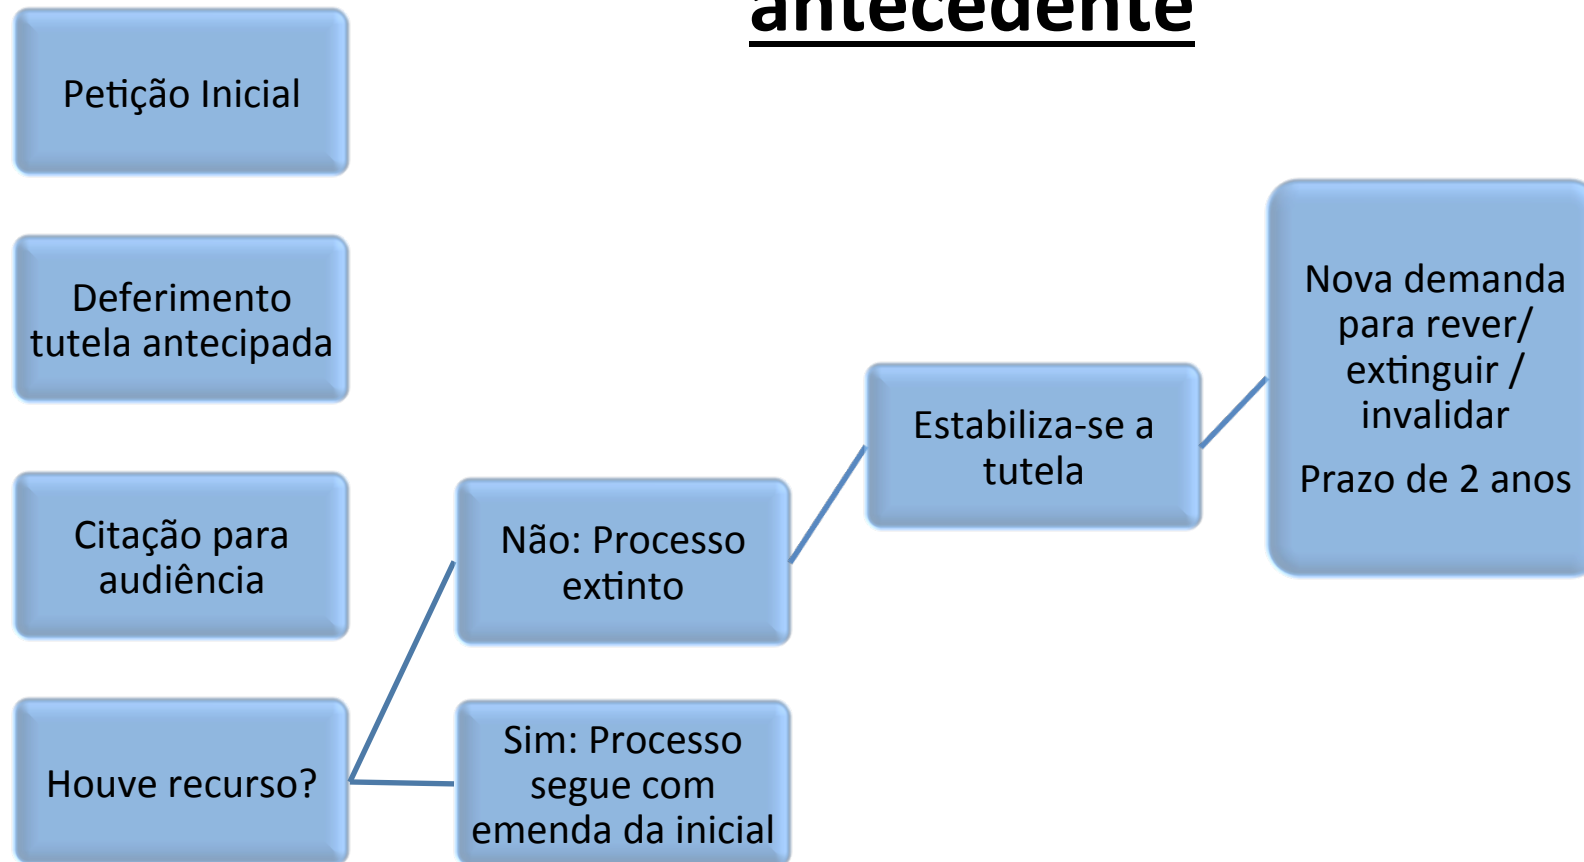 antecedente
Petição Inicial
Deferimento
tutela antecipada
Citação para
audiência
Houve recurso?
Não: Processo
extinto
Sim: Processo
segue com
emenda da inicial
Estabiliza-se a
tutela
Nova demanda
para rever/
extinguir /
invalidar
Prazo de 2 anos